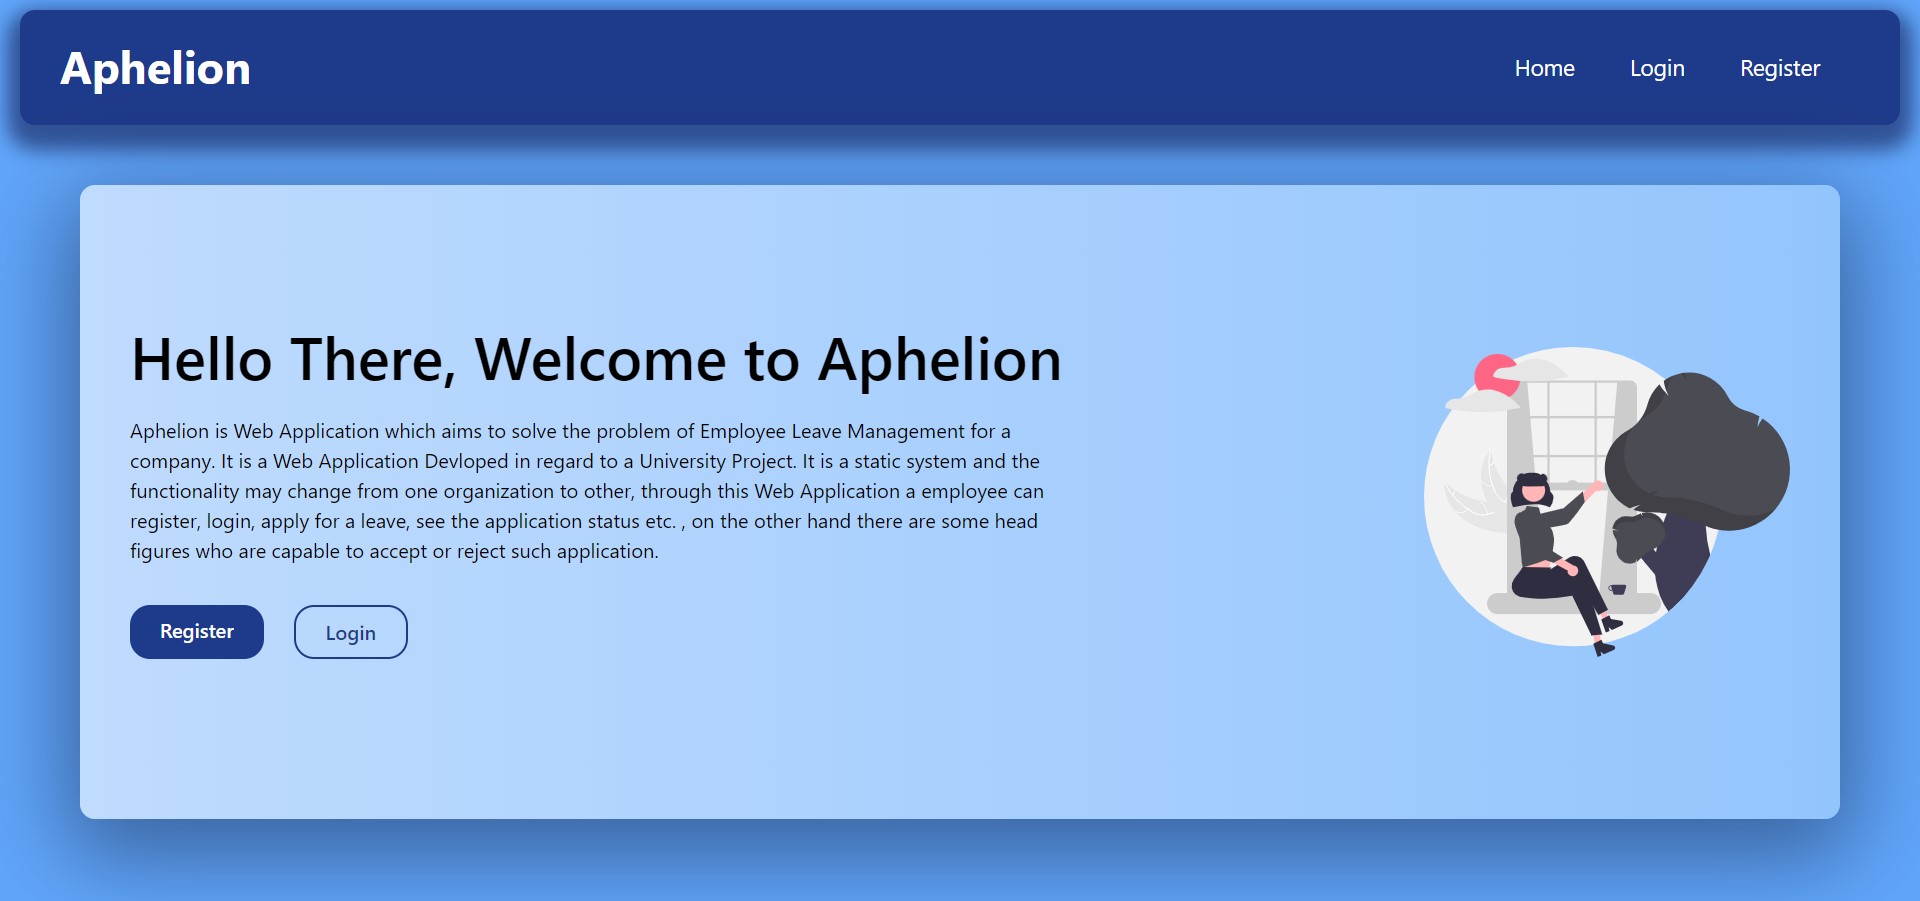 Aphelion
Home Login Register
Hello There, Welcome to Aphelion
Aphelion is Web Application which aims to solve the problem of Employee Leave Management for a
company. It is a Web Application Devloped in regard to a University Project. It is a static system and the
functionality may change from one organization to other, through this Web Application a employee can
register, login, apply for a leave, see the application status etc. , on the other hand there are some head
figures who are capable to accept or reject such application.
Register Login